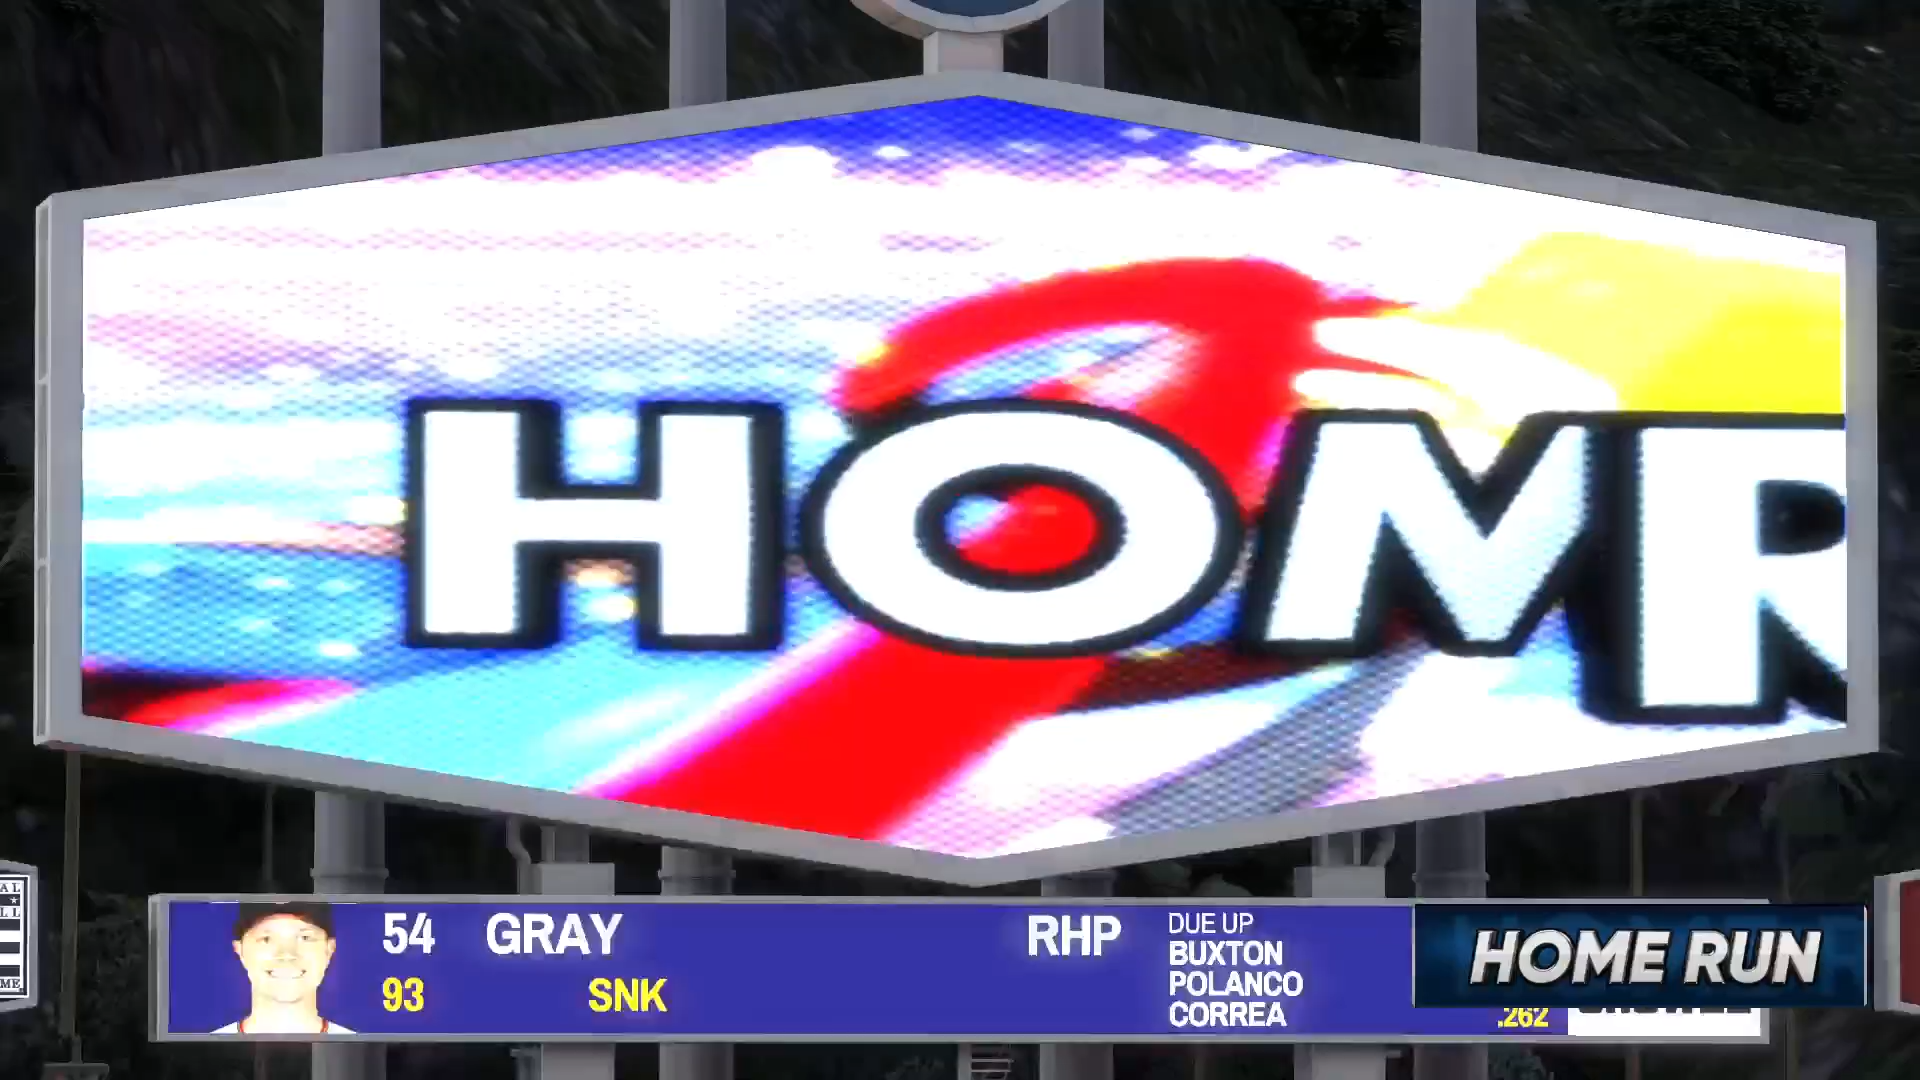 HOM
54 GRAY RHP
93 SNK
DUE UP
BUXTON
POLANCO
CORREA
HOME RUN
.262